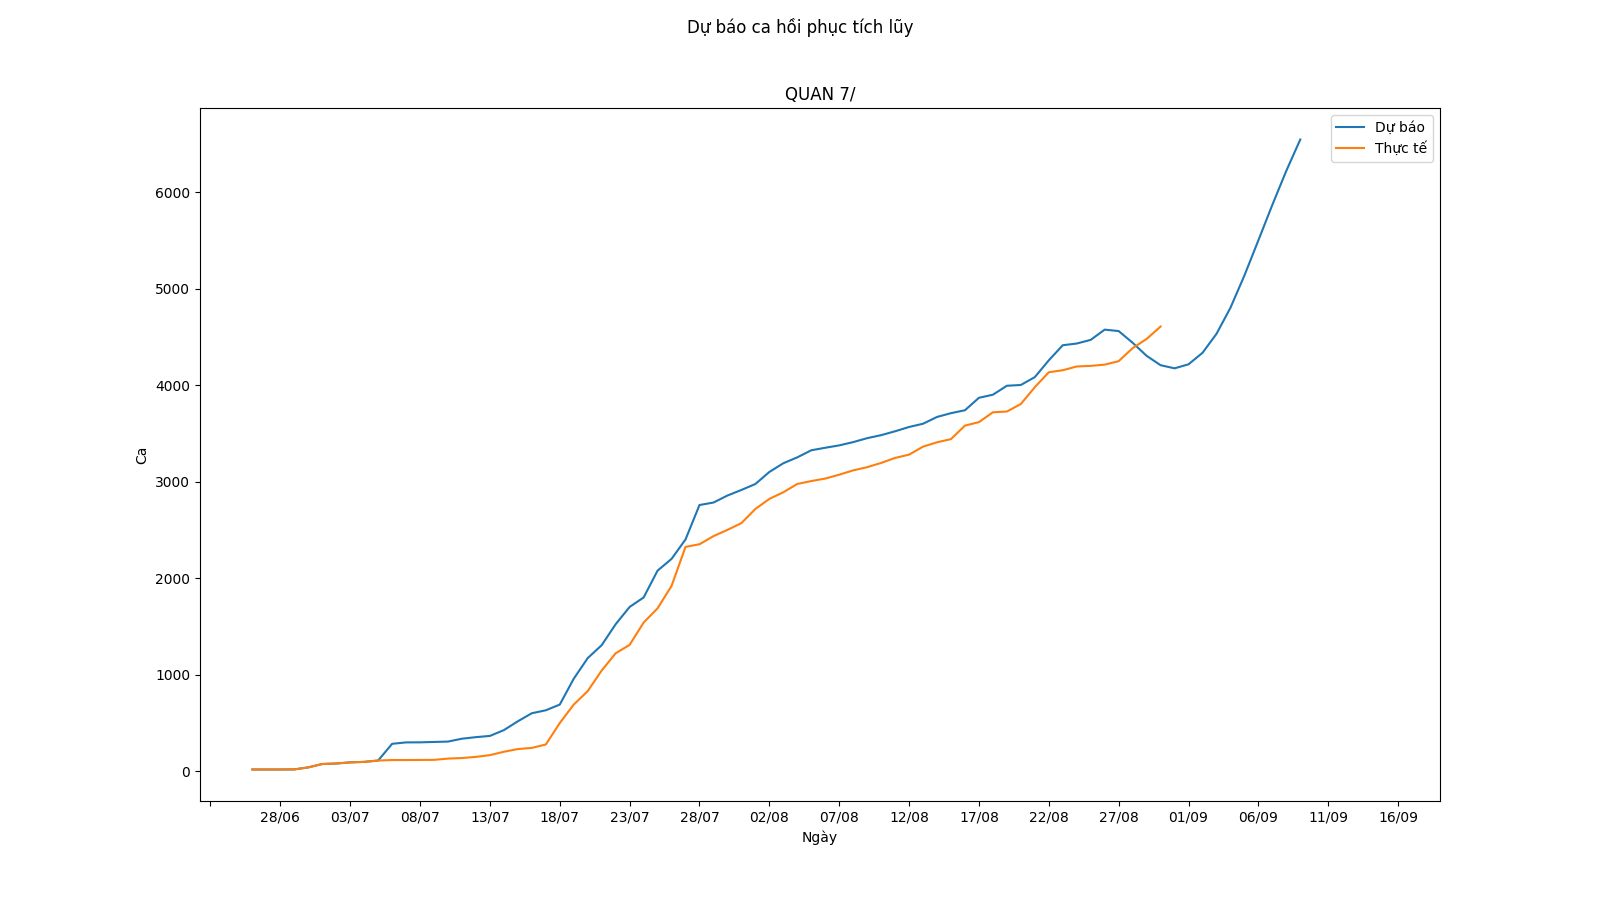 Dự báo ca hồi phục tích lũy
QUAN 7/
Dự báo
Thực tế
6000
5000
4000
3000
2000
1000
0
Ca
28/06 03/07 08/07 13/07 18/07 23/07 28/07 02/08 07/08 12/08 17/08 22/08 27/08 01/09 06/09 11/09 16/09
Ngày